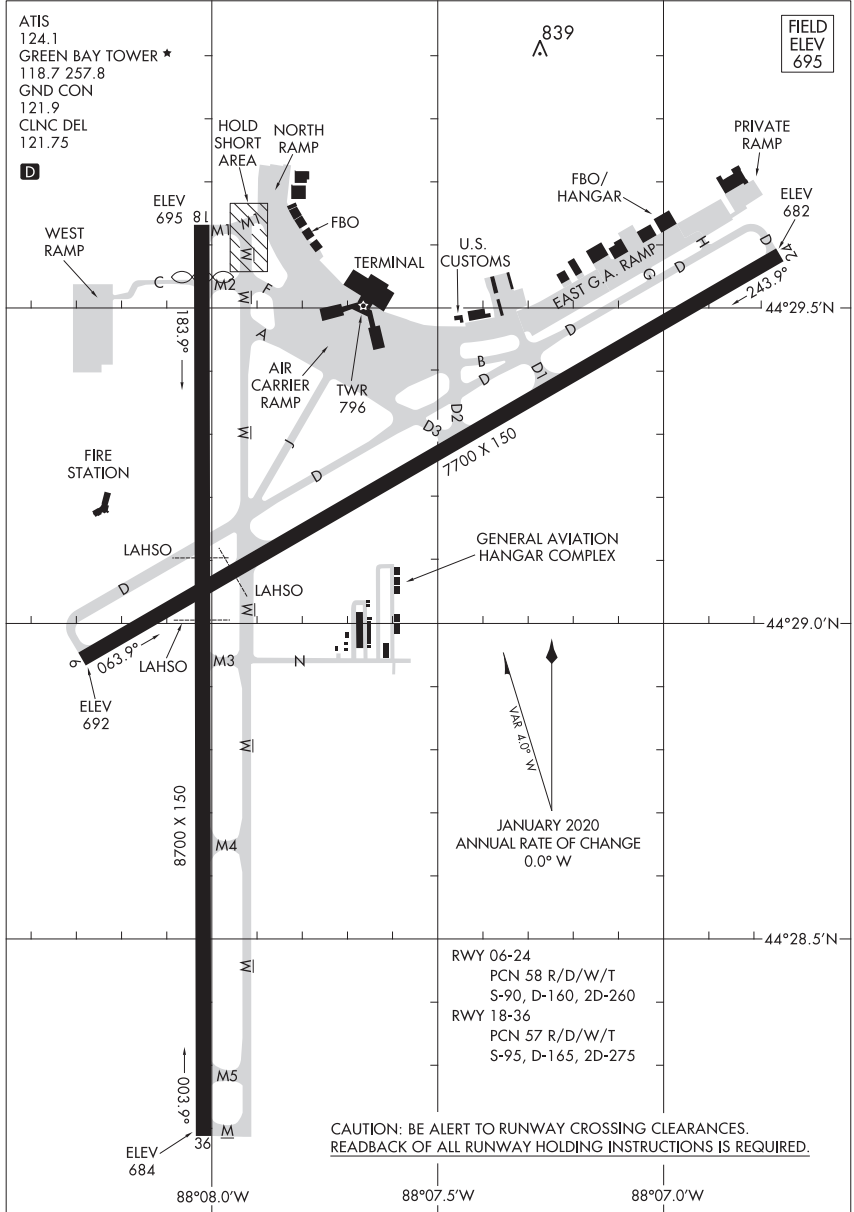 ATIS
124.1
GREEN BAY TOWER ★
118.7 257.8
GND CON
121.9
CLNC DEL
121.75
D
839
FIELD
ELEV
695
HOLD
SHORT
AREA
NORTH
RAMP
PRIVATE
RAMP
FBO/
HANGAR
ELEV
695
18
M1
M1
M
FBO
ELEV
682
WEST
RAMP
TERMINAL
U.S.
CUSTOMS
EAST G.A. RAMP
H
G
D
D
24
243.9°
C
M2
F
M
44°29.5'N
183.9°
A
AIR
CARRIER
RAMP
TWR
796
B
D
D
D1
D2
D3
M
J
D
7700 X 150
FIRE
STATION
GENERAL AVIATION
HANGAR COMPLEX
LAHSO
D
LAHSO
M
44°29.0'N
6
063.9°
LAHSO
M3
N
ELEV
692
M
VAR 4.0° W
8700 X 151
M4
JANUARY 2020
ANNUAL RATE OF CHANGE
0.0° W
44°28.5'N
M
RWY 06-24
PCN 58 R/D/W/T
S-90, D-160, 2D-260
RWY 18-36
PCN 57 R/D/W/T
S-95, D-165, 2D-275
003.9°
M5
M
36
ELEV
684
CAUTION: BE ALERT TO RUNWAY CROSSING CLEARANCES.
READBACK OF ALL RUNWAY HOLDING INSTRUCTIONS IS REQUIRED.
88°08.0'W
88°07.5'W
88°07.0'W